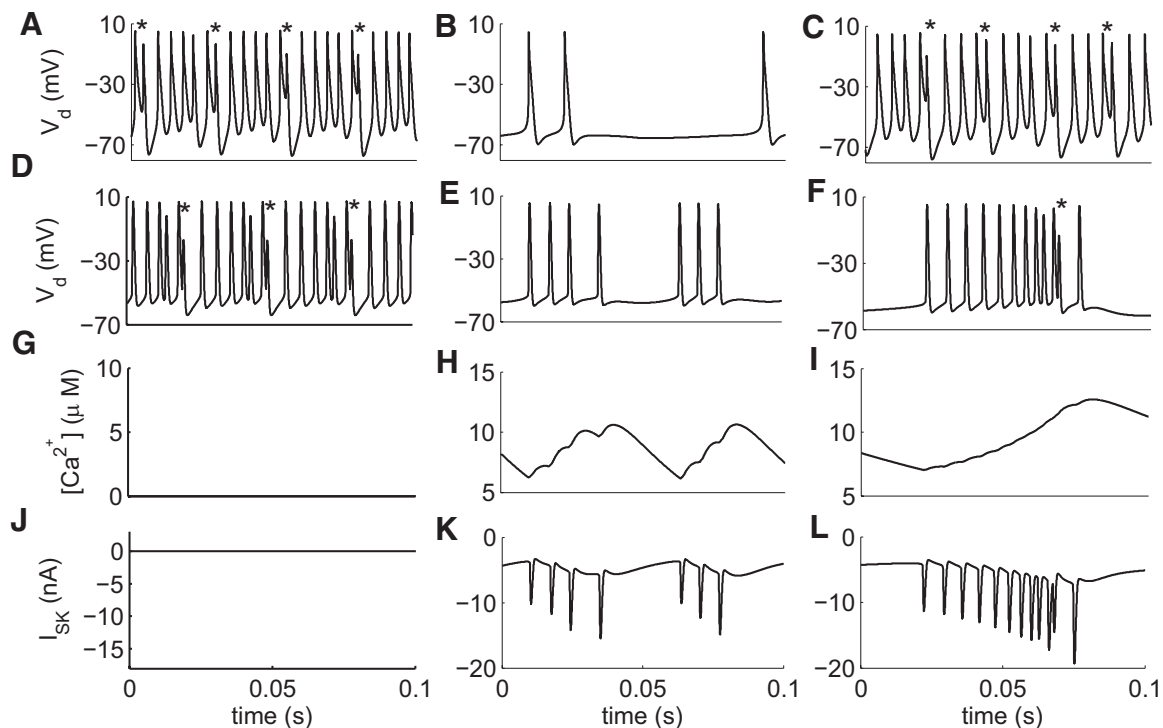 A
B
C
10
−30
−70
V_d (mV)
* * * *
10
−30
−70
10
−30
−70
* * * *
D
E
F
10
−30
−70
V_d (mV)
* * *
10
−30
−70
10
−30
−70
*
G
H
I
10
5
0
[Ca²⁺] (μ M)
15
10
5
15
10
5
J
K
L
0
−5
−10
−15
I_SK (nA)
0
−10
−20
0
−10
−20
0 0.05 0.1
0 0.05 0.1
0 0.05 0.1
time (s)
time (s)
time (s)